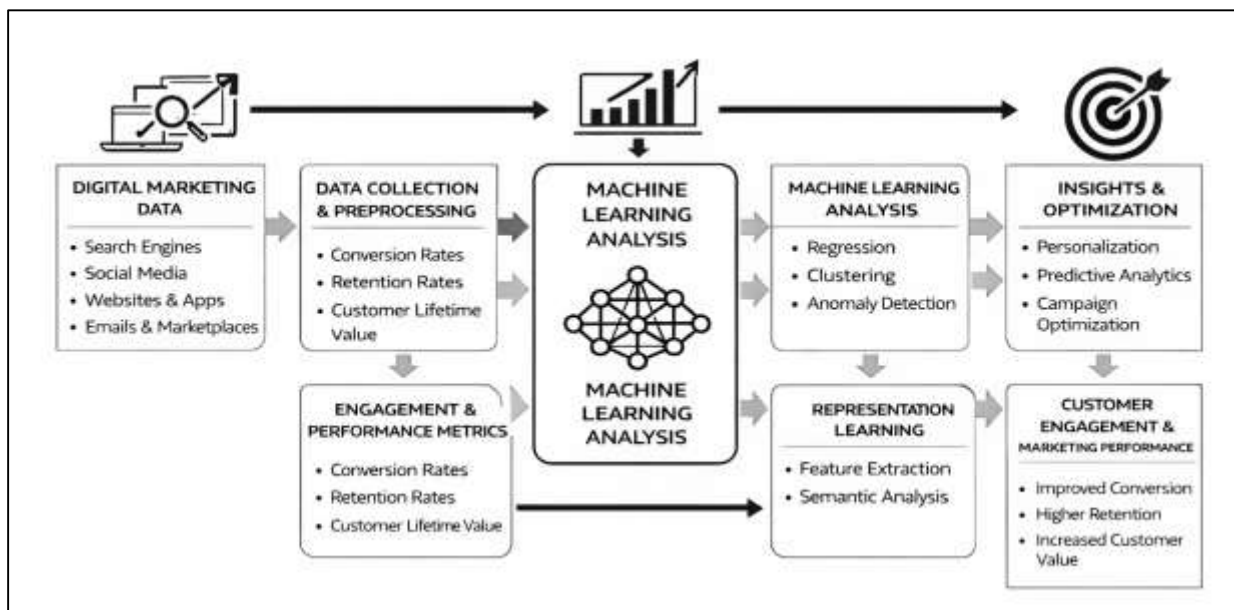 DIGITAL MARKETING
DATA
• Search Engines
• Social Media
• Websites & Apps
• Emails & Marketplaces
DATA COLLECTION
& PREPROCESSING
• Conversion Rates
• Retention Rates
• Customer Lifetime
Value
ENGAGEMENT &
PERFORMANCE METRICS
• Conversion Rates
• Retention Rates
• Customer Lifetime Value
MACHINE
LEARNING
ANALYSIS
MACHINE
LEARNING
ANALYSIS
MACHINE LEARNING
ANALYSIS
• Regression
• Clustering
• Anomaly Detection
REPRESENTATION
LEARNING
• Feature Extraction
• Semantic Analysis
INSIGHTS &
OPTIMIZATION
• Personalization
• Predictive Analytics
• Campaign
Optimization
CUSTOMER
ENGAGEMENT &
MARKETING PERFORMANCE
• Improved Conversion
• Higher Retention
• Increased Customer
Value